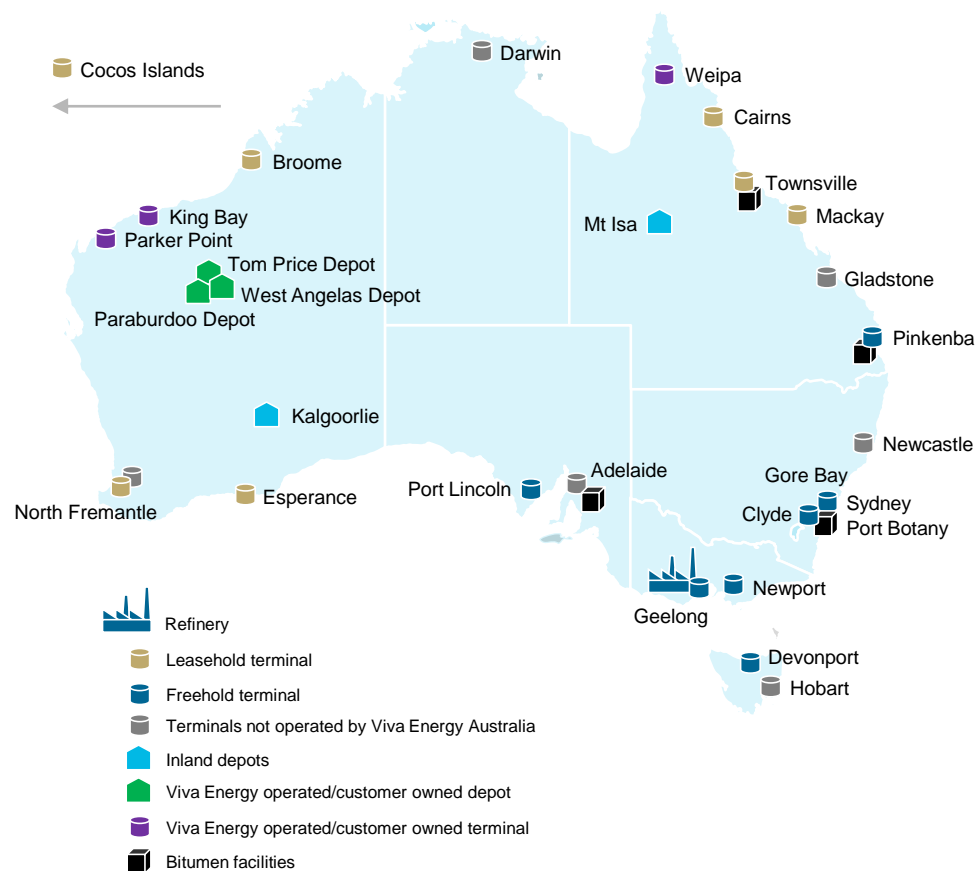 Darwin
Cocos Islands
Weipa
Cairns
Broome
Townsville
King Bay
Mackay
Parker Point
Mt Isa
Tom Price Depot
Gladstone
West Angelas Depot
Paraburdoo Depot
Pinkenba
Kalgoorlie
Newcastle
Adelaide
Gore Bay
Port Lincoln
Esperance
Sydney
North Fremantle
Clyde
Port Botany
Newport
Geelong
Refinery
Devonport
Leasehold terminal
Hobart
Freehold terminal
Terminals not operated by Viva Energy Australia
Inland depots
Viva Energy operated/customer owned depot
Viva Energy operated/customer owned terminal
Bitumen facilities